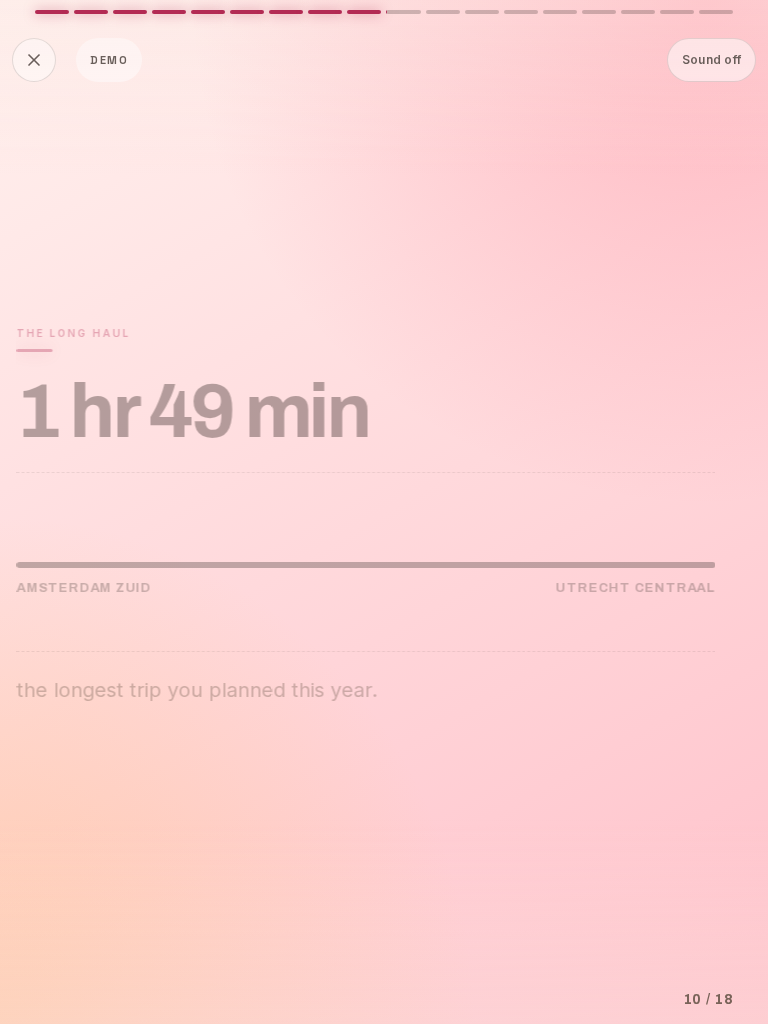 DEMO
Sound off
THE LONG HAUL
1 hr 49 min
AMSTERDAM ZUID
UTRECHT CENTRAAL
the longest trip you planned this year.
10 / 18